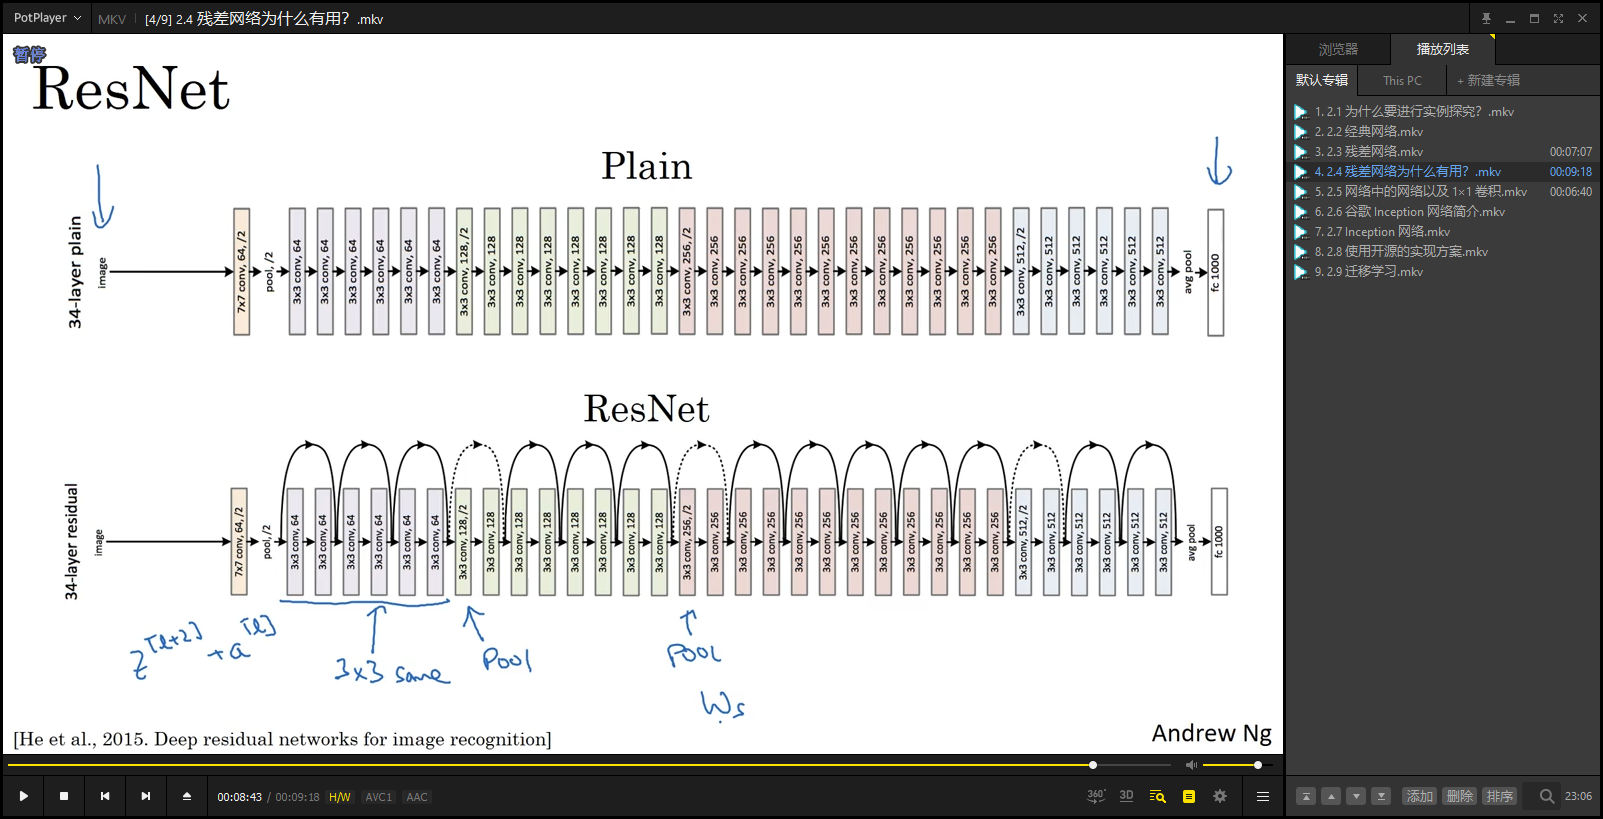 PotPlayer MKV [4/9] 2.4 残差网络为什么有用? .mkv
暂停
ResNet
Plain
34-layer plain
image
7x7 conv, 64, /2
pool, /2
3x3 conv, 64
3x3 conv, 64
3x3 conv, 64
3x3 conv, 64
3x3 conv, 64
3x3 conv, 64
3x3 conv, 128, /2
3x3 conv, 128
3x3 conv, 128
3x3 conv, 128
3x3 conv, 128
3x3 conv, 128
3x3 conv, 128
3x3 conv, 128
3x3 conv, 256, /2
3x3 conv, 256
3x3 conv, 256
3x3 conv, 256
3x3 conv, 256
3x3 conv, 256
3x3 conv, 256
3x3 conv, 256
3x3 conv, 256
3x3 conv, 256
3x3 conv, 256
3x3 conv, 256
3x3 conv, 512, /2
3x3 conv, 512
3x3 conv, 512
3x3 conv, 512
3x3 conv, 512
3x3 conv, 512
avg pool
fc 1000
ResNet
34-layer residual
image
7x7 conv, 64, /2
pool, /2
3x3 conv, 64
3x3 conv, 64
3x3 conv, 64
3x3 conv, 64
3x3 conv, 64
3x3 conv, 64
3x3 conv, 128, /2
3x3 conv, 128
3x3 conv, 128
3x3 conv, 128
3x3 conv, 128
3x3 conv, 128
3x3 conv, 128
3x3 conv, 128
3x3 conv, 256, /2
3x3 conv, 256
3x3 conv, 256
3x3 conv, 256
3x3 conv, 256
3x3 conv, 256
3x3 conv, 256
3x3 conv, 256
3x3 conv, 256
3x3 conv, 256
3x3 conv, 256
3x3 conv, 256
3x3 conv, 512, /2
3x3 conv, 512
3x3 conv, 512
3x3 conv, 512
3x3 conv, 512
3x3 conv, 512
avg pool
fc 1000
z[l+2] + a[l]
3x3 same
Pool
Pool
Ws
[He et al., 2015. Deep residual networks for image recognition]
Andrew Ng
00:08:43 / 00:09:18 H/W AVC1 AAC
360° 3D
浏览器 播放列表
默认专辑 This PC + 新建专辑
1. 2.1 为什么要进行实例探究? .mkv
2. 2.2 经典网络.mkv
3. 2.3 残差网络.mkv 00:07:07
4. 2.4 残差网络为什么有用? .mkv 00:09:18
5. 2.5 网络中的网络以及 1×1 卷积.mkv 00:06:40
6. 2.6 谷歌 Inception 网络简介.mkv
7. 2.7 Inception 网络.mkv
8. 2.8 使用开源的实现方案.mkv
9. 2.9 迁移学习.mkv
添加 删除 排序 23:06